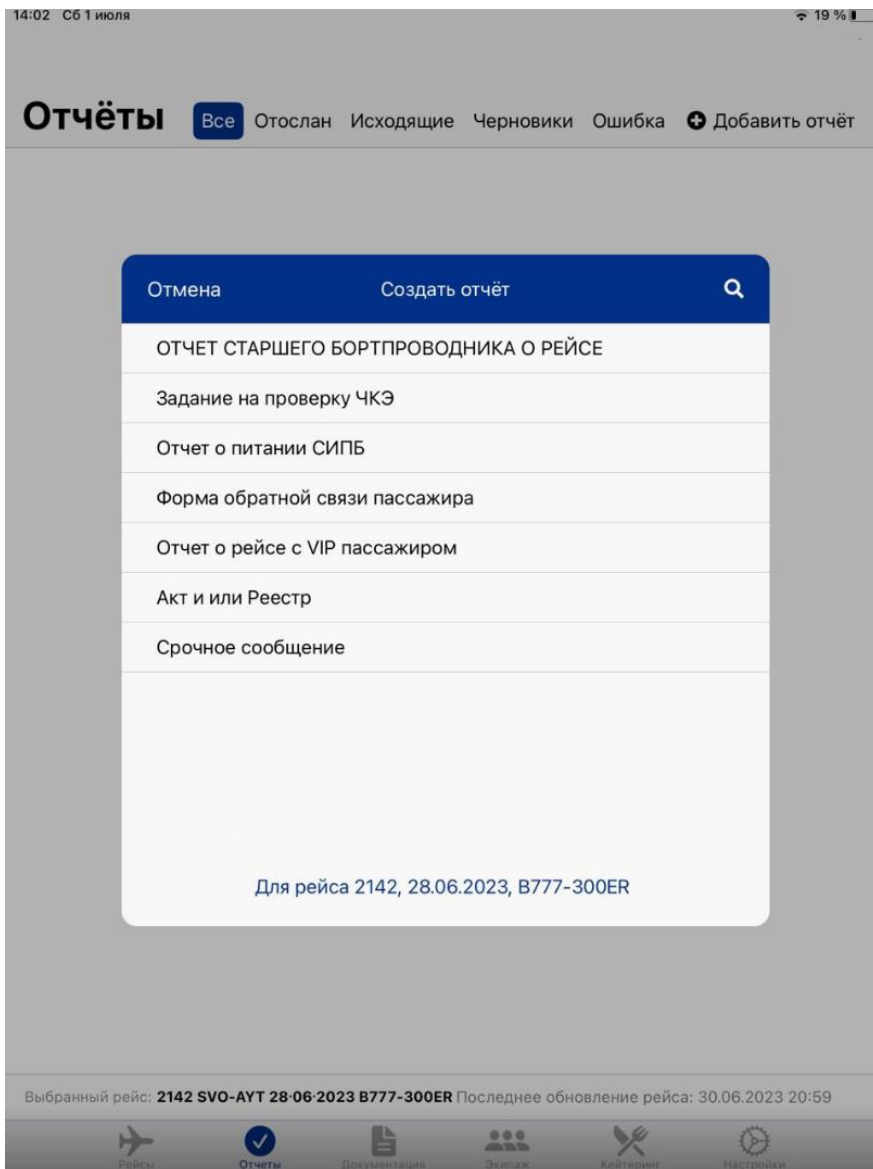 14:02 Сб 1 июля 19 %
Отчёты Все Отослан Исходящие Черновики Ошибка Добавить отчёт
Отмена Создать отчёт
ОТЧЕТ СТАРШЕГО БОРТПРОВОДНИКА О РЕЙСЕ
Задание на проверку ЧКЭ
Отчет о питании СИПБ
Форма обратной связи пассажира
Отчет о рейсе с VIP пассажиром
Акт и или Реестр
Срочное сообщение
Для рейса 2142, 28.06.2023, B777-300ER
Выбранный рейс: 2142 SVO-AYT 28·06·2023 B777-300ER Последнее обновление рейса: 30.06.2023 20:59
Рейсы Отчеты Документация Экипаж Кейтеринг Настройки